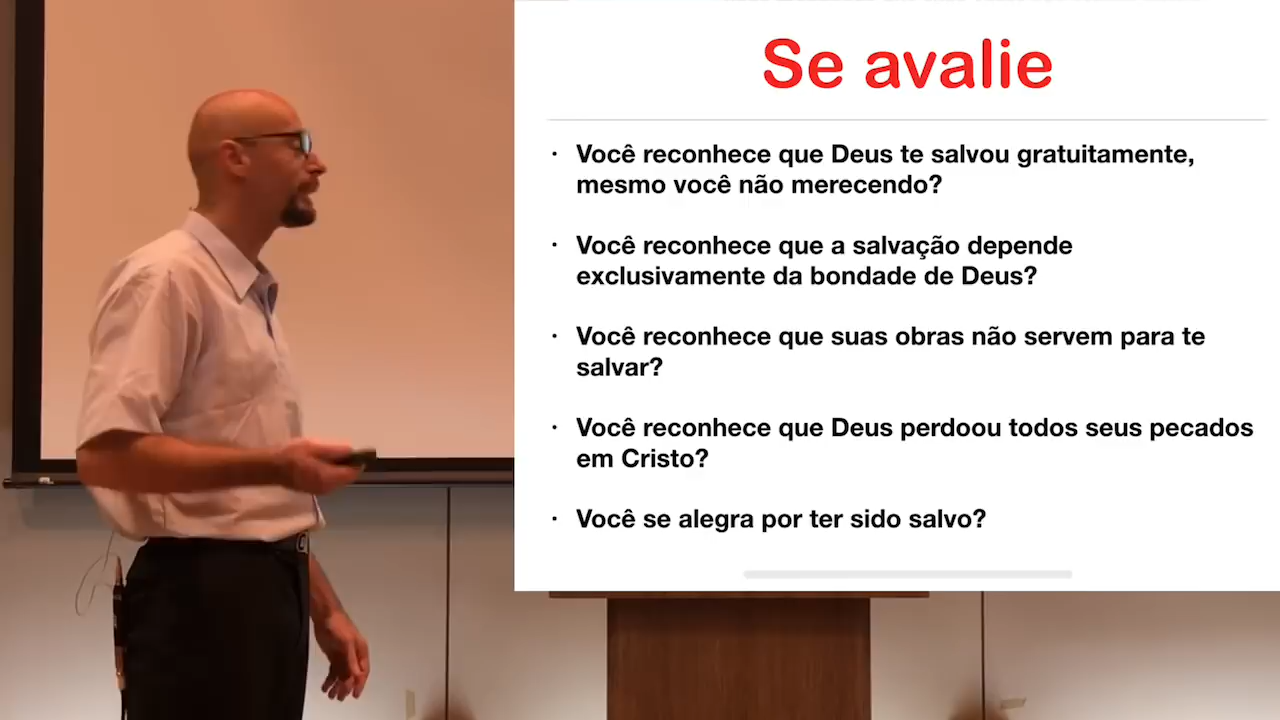 Se avalie
· Você reconhece que Deus te salvou gratuitamente,
mesmo você não merecendo?
· Você reconhece que a salvação depende
exclusivamente da bondade de Deus?
· Você reconhece que suas obras não servem para te
salvar?
· Você reconhece que Deus perdoou todos seus pecados
em Cristo?
· Você se alegra por ter sido salvo?